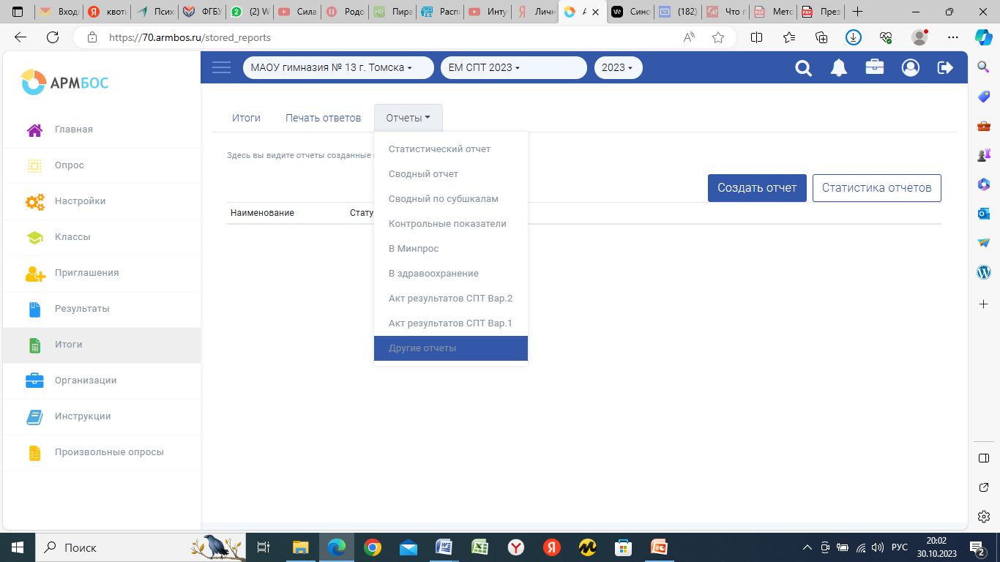 Вход
квот
Психо
ФГБУ
(2) W
Сила
Родо
Пира
Распи
Инту
Личн
А
Сино
(182)
Что г
Мето
През
https://70.armbos.ru/stored_reports
АРМБОС
МАОУ гимназия № 13 г. Томска
ЕМ СПТ 2023
2023
Главная
Опрос
Настройки
Классы
Приглашения
Результаты
Итоги
Организации
Инструкции
Произвольные опросы
Итоги
Печать ответов
Отчеты
Здесь вы видите отчеты созданные
Создать отчет
Статистика отчетов
Наименование
Стату
Статистический отчет
Сводный отчет
Сводный по субшкалам
Контрольные показатели
В Минпрос
В здравоохранение
Акт результатов СПТ Вар.2
Акт результатов СПТ Вар.1
Другие отчеты
Поиск
РУС
20:02
30.10.2023
2